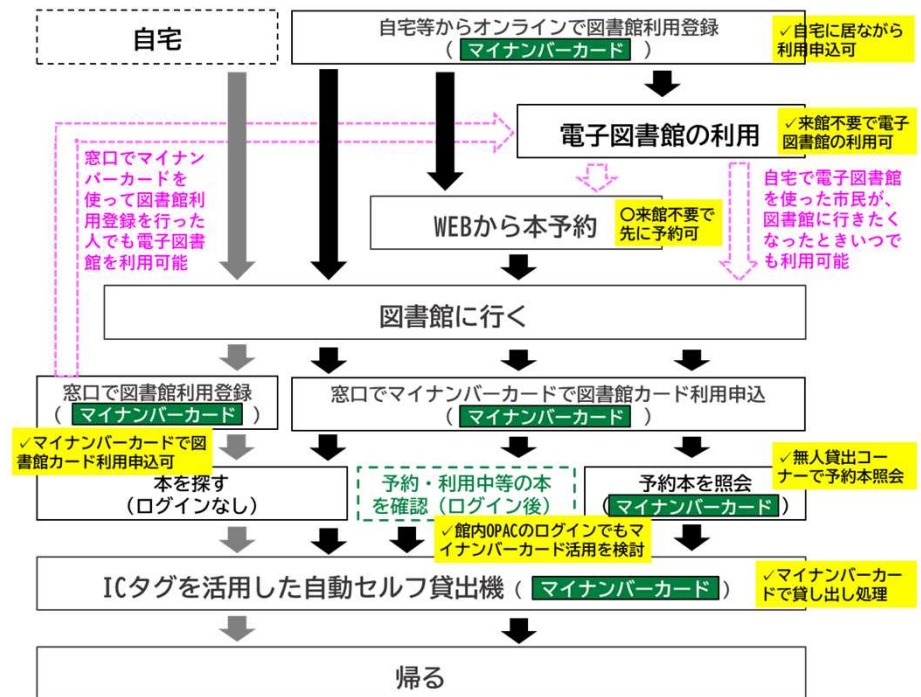 自宅
自宅等からオンラインで図書館利用登録
( マイナンバーカード )
✓自宅に居ながら
利用申込可
電子図書館の利用
✓来館不要で電子
図書館の利用可
窓口でマイナン
バーカードを
使って図書館利
用登録を行った
人でも電子図書
館を利用可能
WEBから本予約
〇来館不要で
先に予約可
自宅で電子図書館
を使った市民が、
図書館に行きたく
なったときいつで
も利用可能
図書館に行く
窓口で図書館利用登録
( マイナンバーカード )
✓マイナンバーカードで図
書館カード利用申込可
窓口でマイナンバーカードで図書館カード利用申込
( マイナンバーカード )
本を探す
(ログインなし)
予約・利用中等の本
を確認(ログイン後)
✓館内OPACのログインでもマ
イナンバーカード活用を検討
予約本を照会
(マイナンバーカード)
✓無人貸出コー
ナーで予約本照会
ICタグを活用した自動セルフ貸出機 ( マイナンバーカード )
✓マイナンバーカー
ドで貸し出し処理
帰る